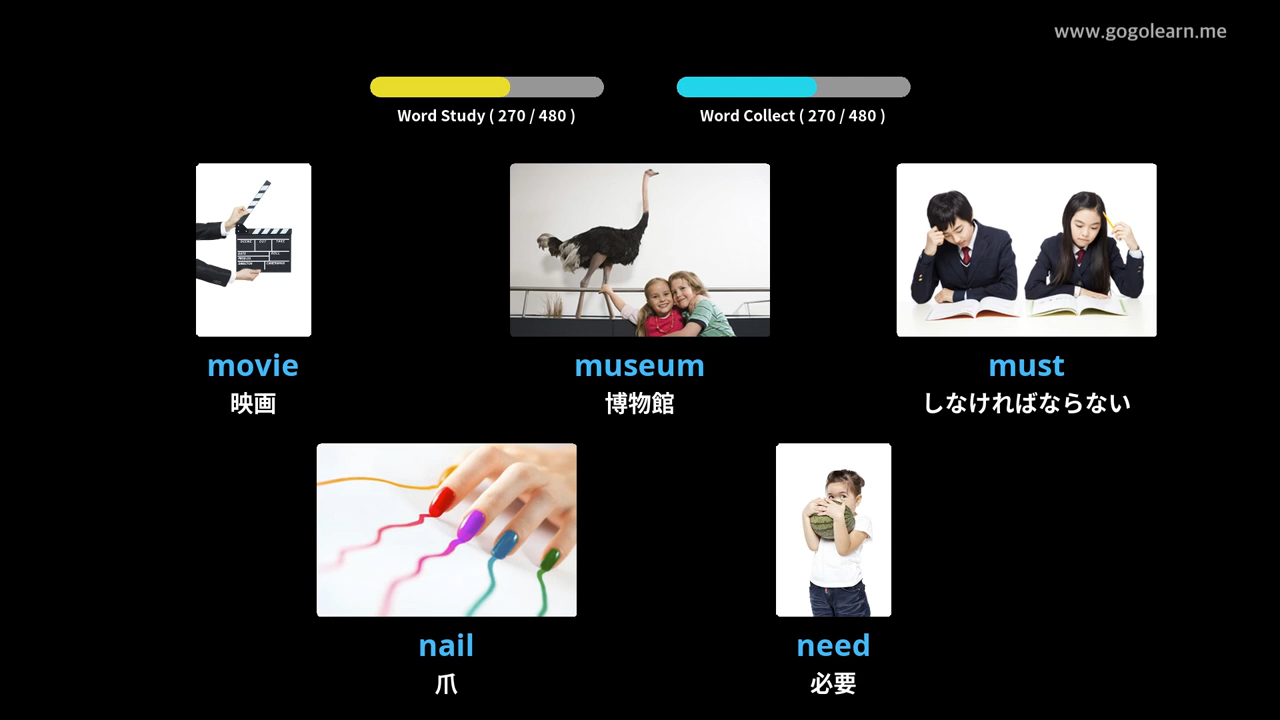 www.gogolearn.me
Word Study ( 270 / 480 )
Word Collect ( 270 / 480 )
movie
映画
museum
博物館
must
しなければならない
nail
爪
need
必要